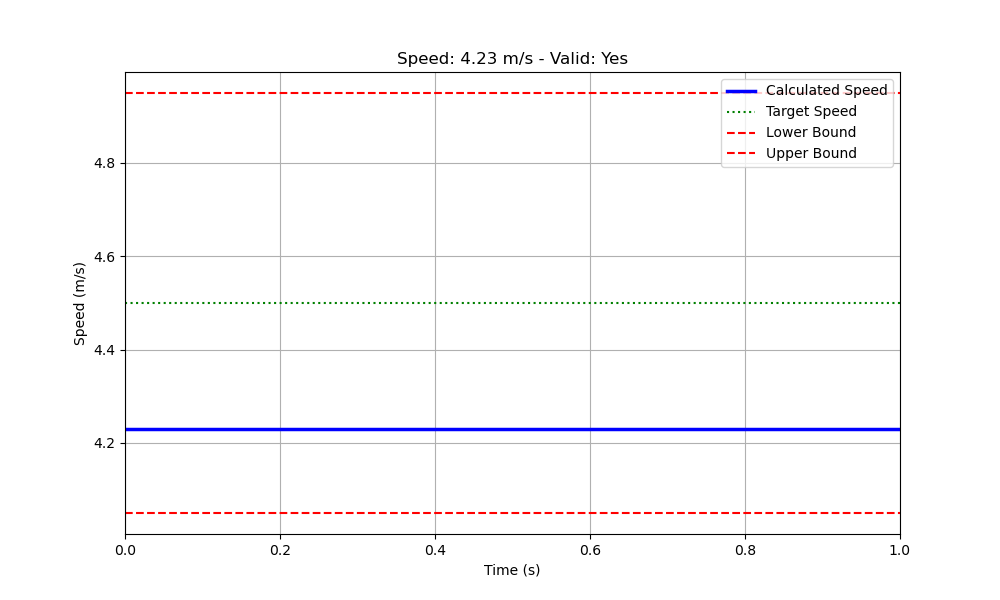 Speed: 4.23 m/s - Valid: Yes
Calculated Speed
Target Speed
Lower Bound
Upper Bound
4.8
4.6
4.4
4.2
Speed (m/s)
0.0 0.2 0.4 0.6 0.8 1.0
Time (s)